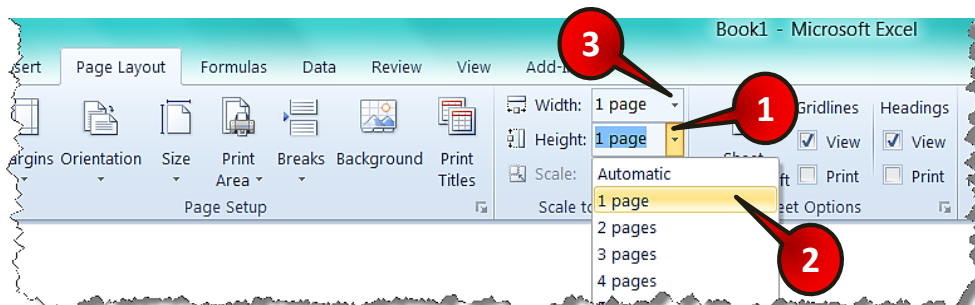 Book1 - Microsoft Excel
3
sert Page Layout Formulas Data Review View Add-I
Width: 1 page
1
Gridlines Headings
Height: 1 page
View View
argins Orientation Size Print Area Breaks Background Print Titles
Scale: Automatic
Print Print
Page Setup
Scale to
1 page
eet Options
2 pages
3 pages
2
4 pages